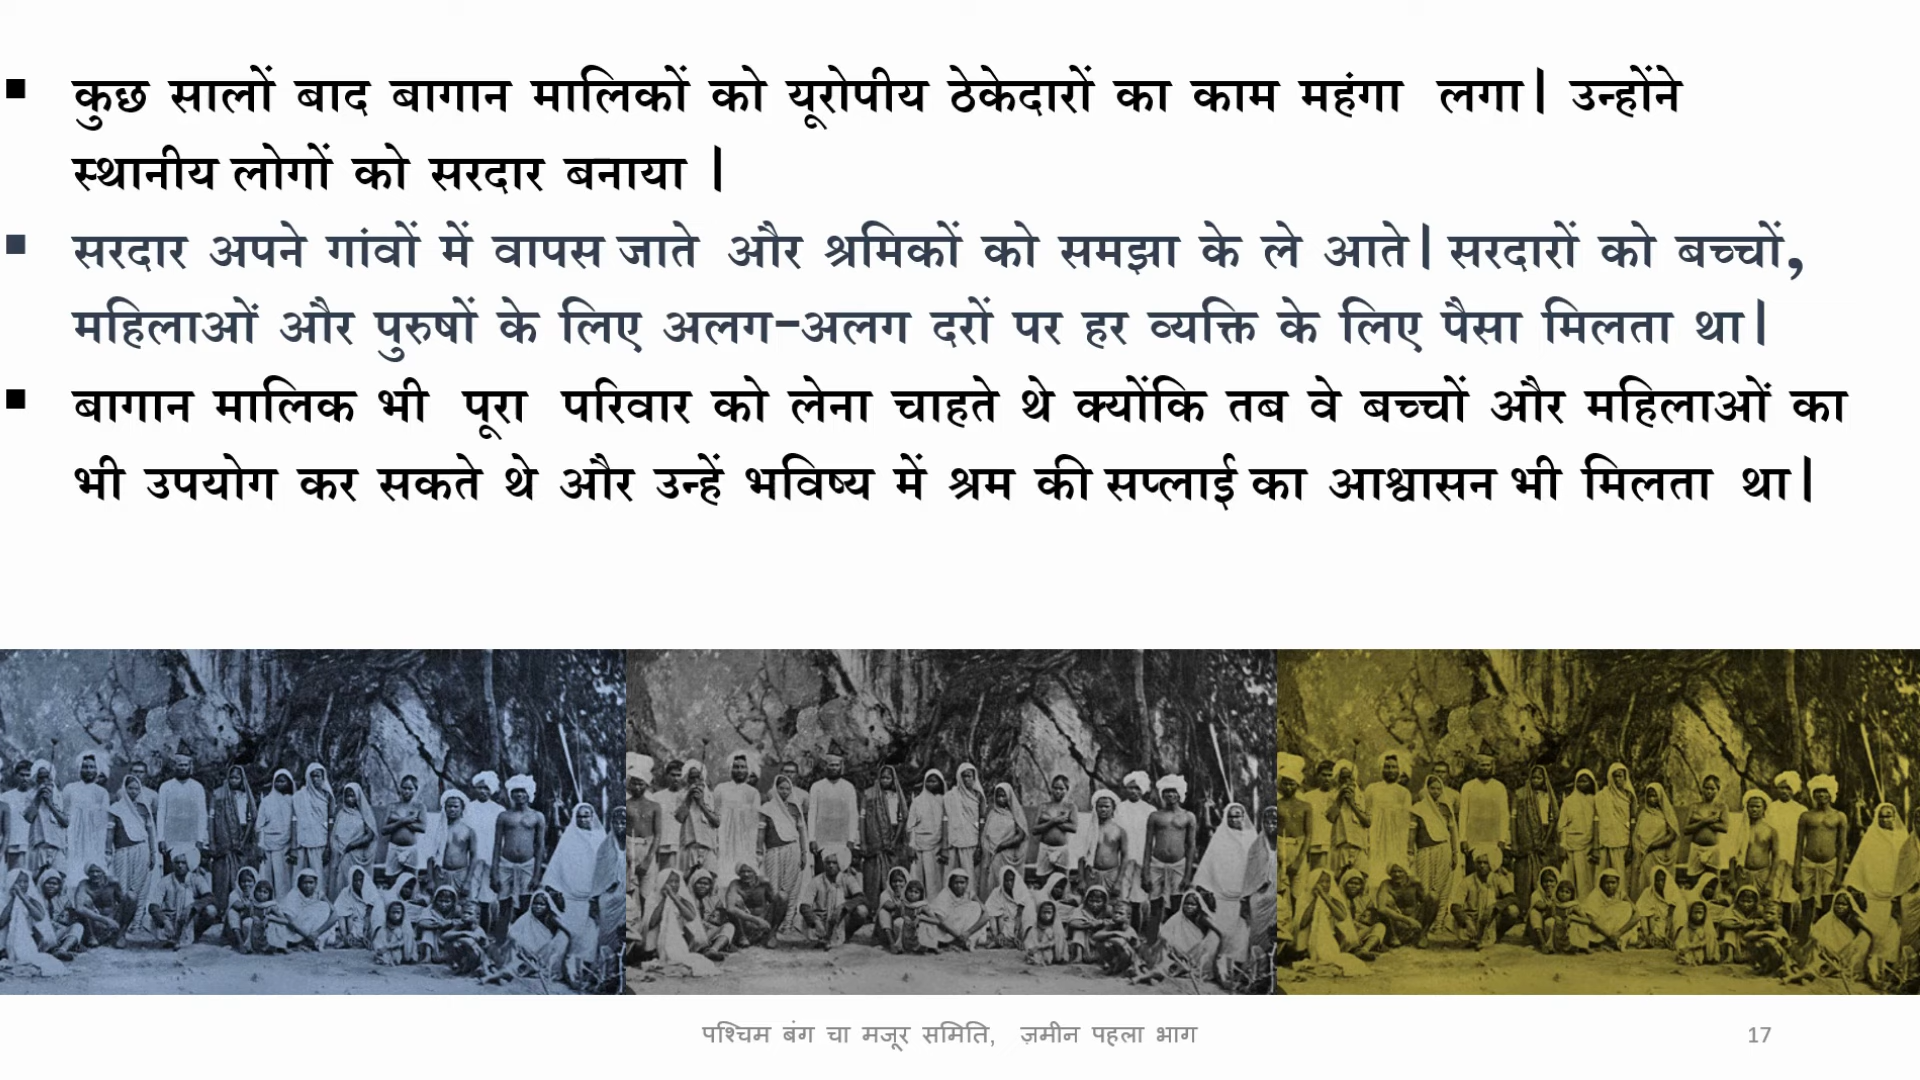 ▪ कुछ सालों बाद बागान मालिकों को यूरोपीय ठेकेदारों का काम महंगा लगा| उन्होंने
स्थानीय लोगों को सरदार बनाया |
▪ सरदार अपने गांवों में वापस जाते और श्रमिकों को समझा के ले आते| सरदारों को बच्चों,
महिलाओं और पुरुषों के लिए अलग-अलग दरों पर हर व्यक्ति के लिए पैसा मिलता था|
▪ बागान मालिक भी पूरा परिवार को लेना चाहते थे क्योंकि तब वे बच्चों और महिलाओं का
भी उपयोग कर सकते थे और उन्हें भविष्य में श्रम की सप्लाई का आश्वासन भी मिलता था|
पश्चिम बंग चा मजूर समिति, ज़मीन पहला भाग
17